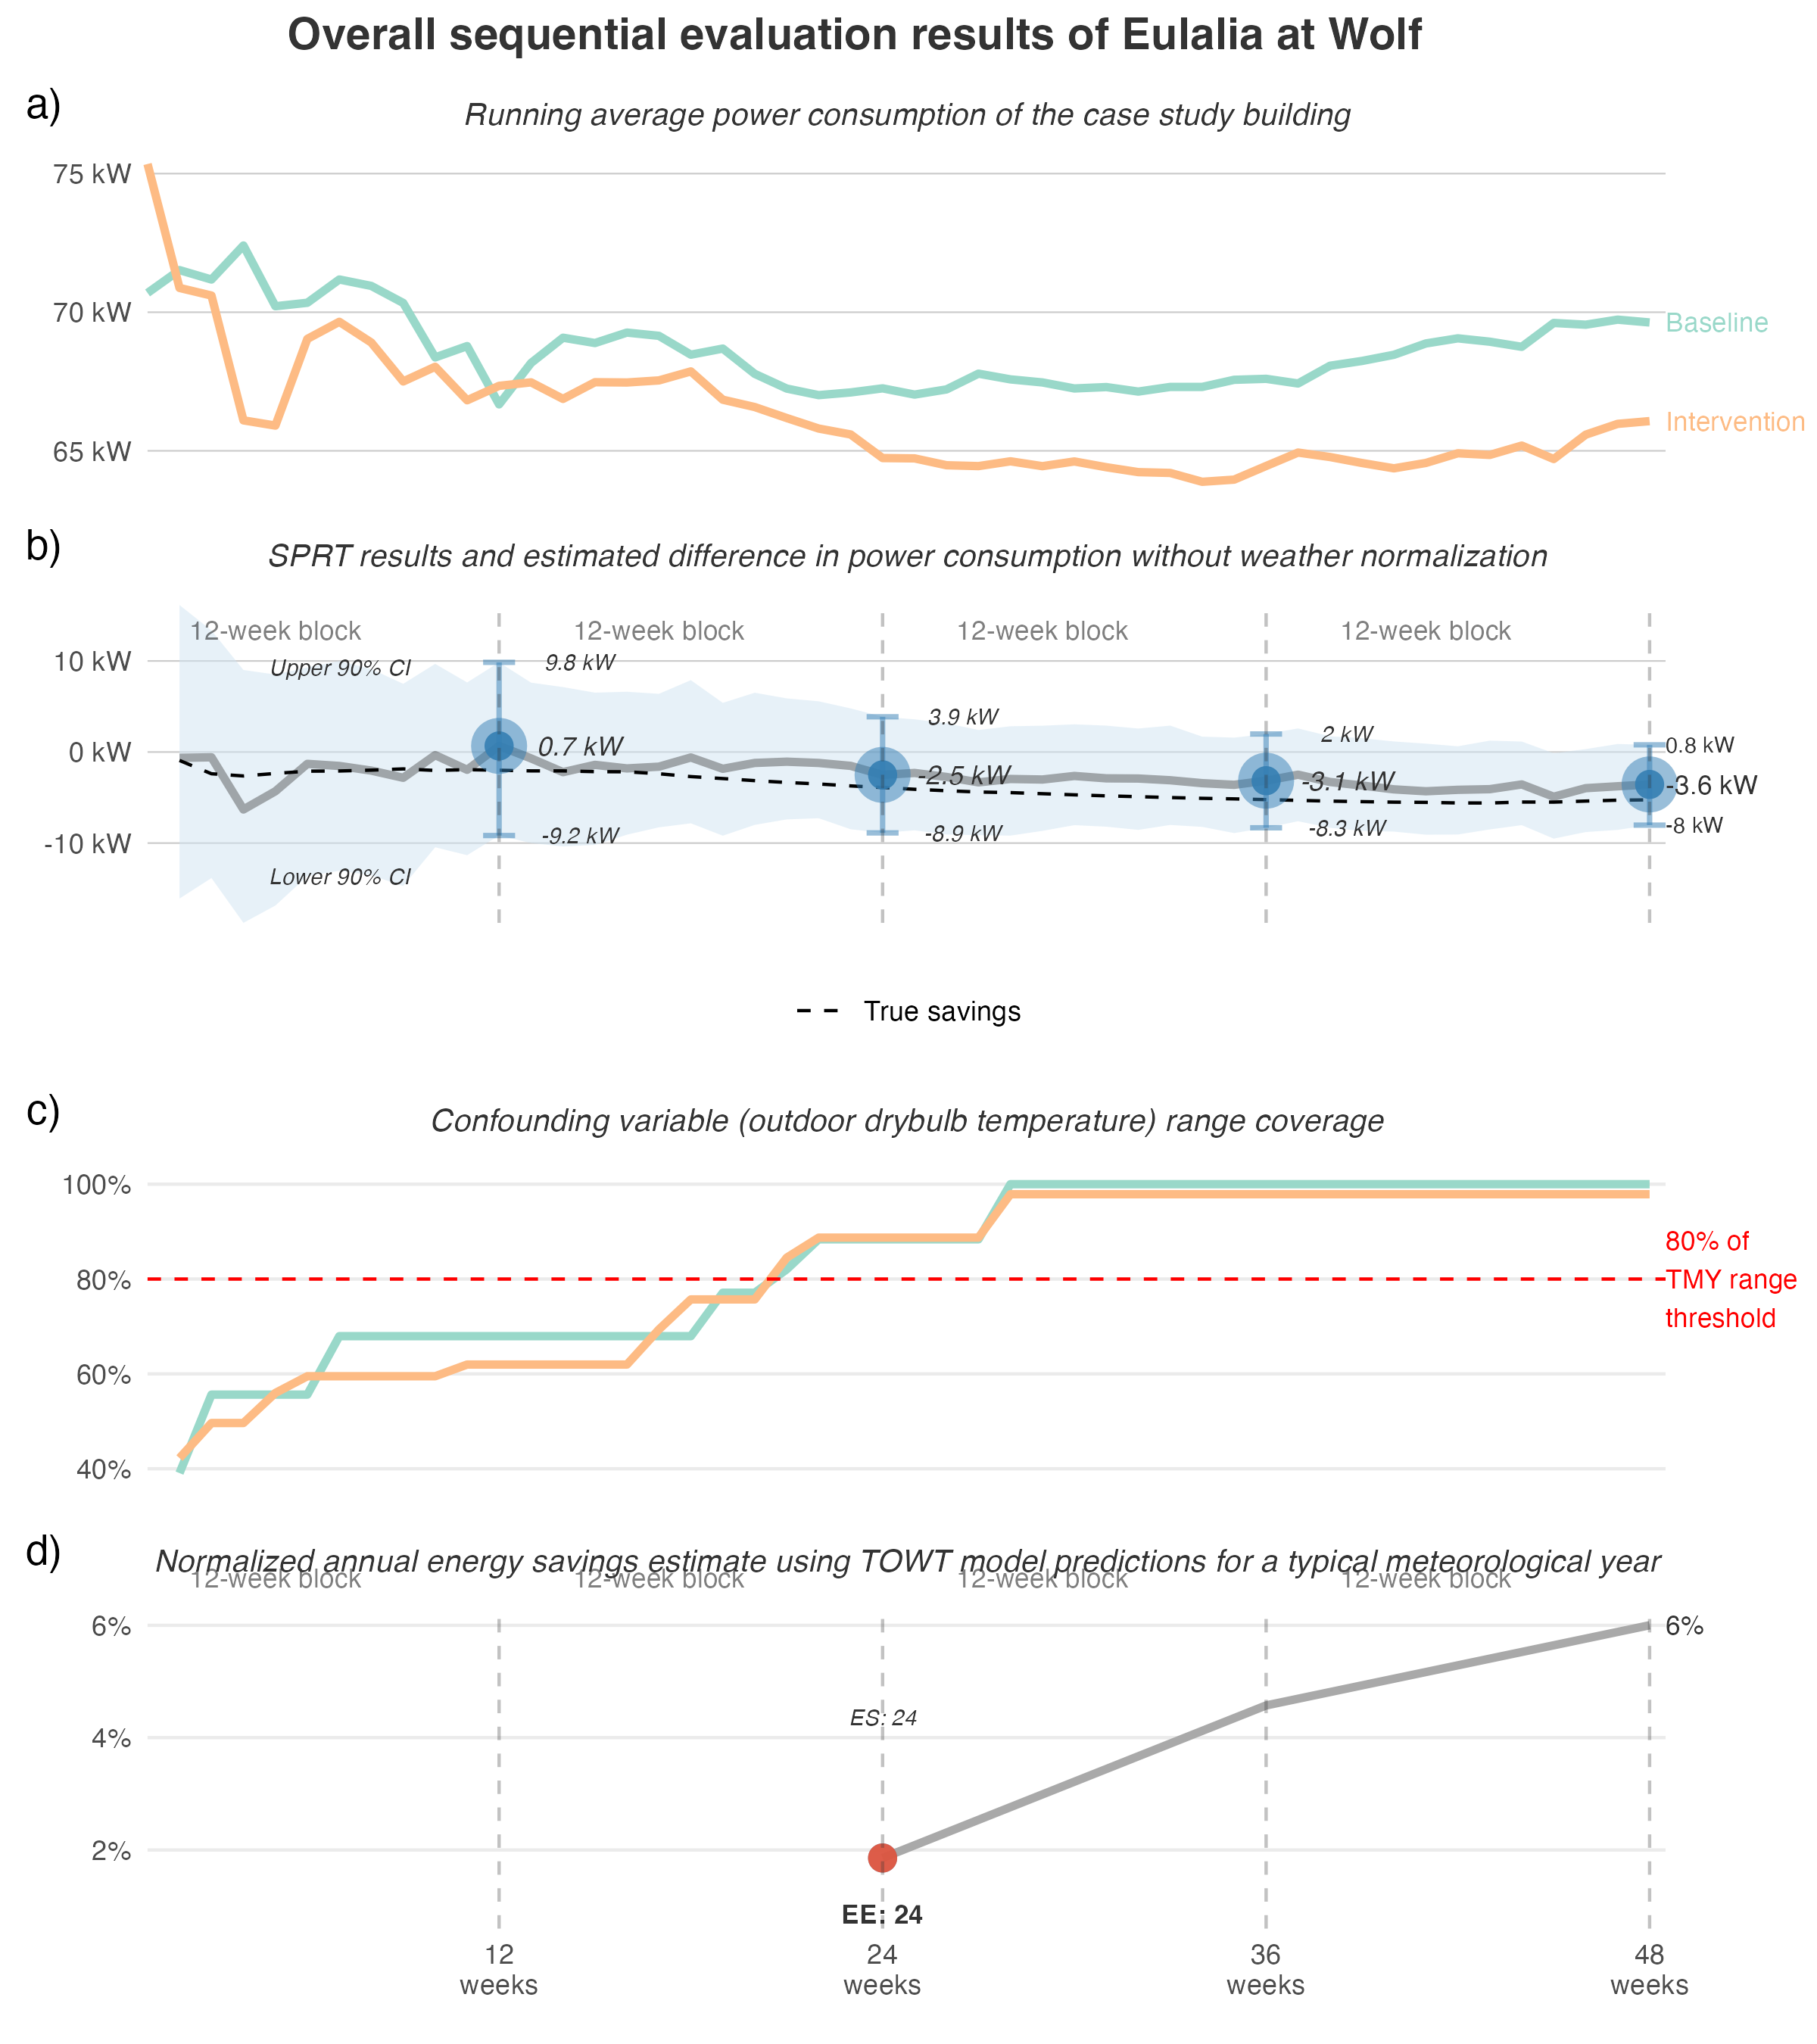 Overall sequential evaluation results of Eulalia at Wolf
a)
Running average power consumption of the case study building
75 kW
70 kW
65 kW
Baseline
Intervention
b)
SPRT results and estimated difference in power consumption without weather normalization
12-week block
12-week block
12-week block
12-week block
10 kW
0 kW
-10 kW
Upper 90% CI
Lower 90% CI
9.8 kW
0.7 kW
-9.2 kW
3.9 kW
-2.5 kW
-8.9 kW
2 kW
-3.1 kW
-8.3 kW
0.8 kW
-3.6 kW
-8 kW
True savings
c)
Confounding variable (outdoor drybulb temperature) range coverage
100%
80%
60%
40%
80% of
TMY range
threshold
d)
Normalized annual energy savings estimate using TOWT model predictions for a typical meteorological year
12-week block
12-week block
12-week block
12-week block
6%
4%
2%
6%
ES: 24
EE: 24
12
weeks
24
weeks
36
weeks
48
weeks